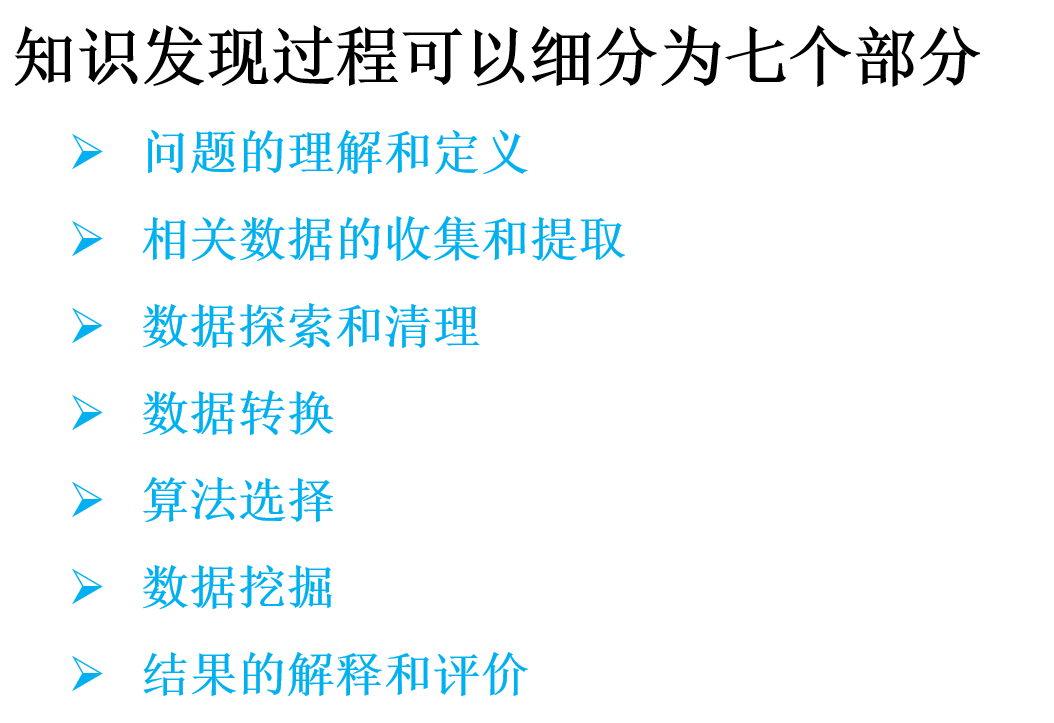 知识发现过程可以细分为七个部分
➢ 问题的理解和定义
➢ 相关数据的收集和提取
➢ 数据探索和清理
➢ 数据转换
➢ 算法选择
➢ 数据挖掘
➢ 结果的解释和评价